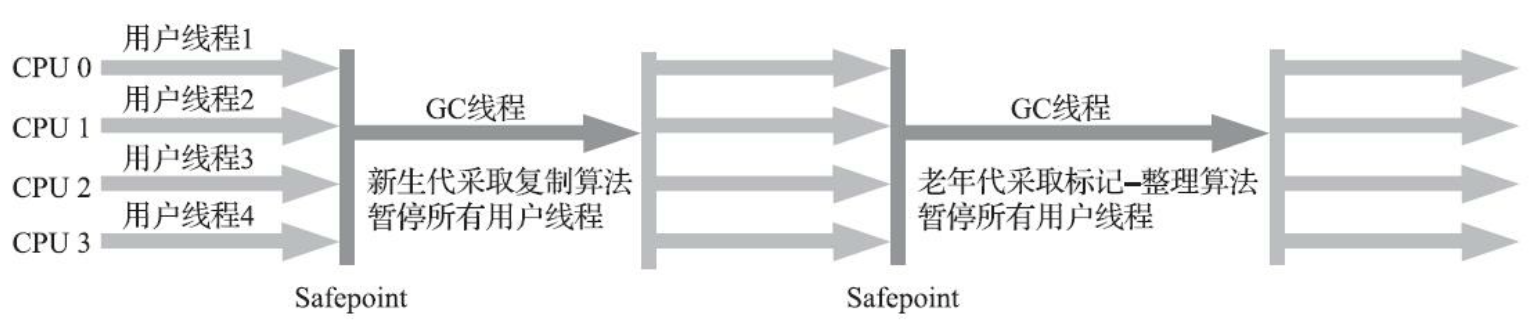 用户线程1
CPU 0
用户线程2
CPU 1
用户线程3
CPU 2
用户线程4
CPU 3
GC线程
新生代采取复制算法
暂停所有用户线程
Safepoint
GC线程
老年代采取标记–整理算法
暂停所有用户线程
Safepoint